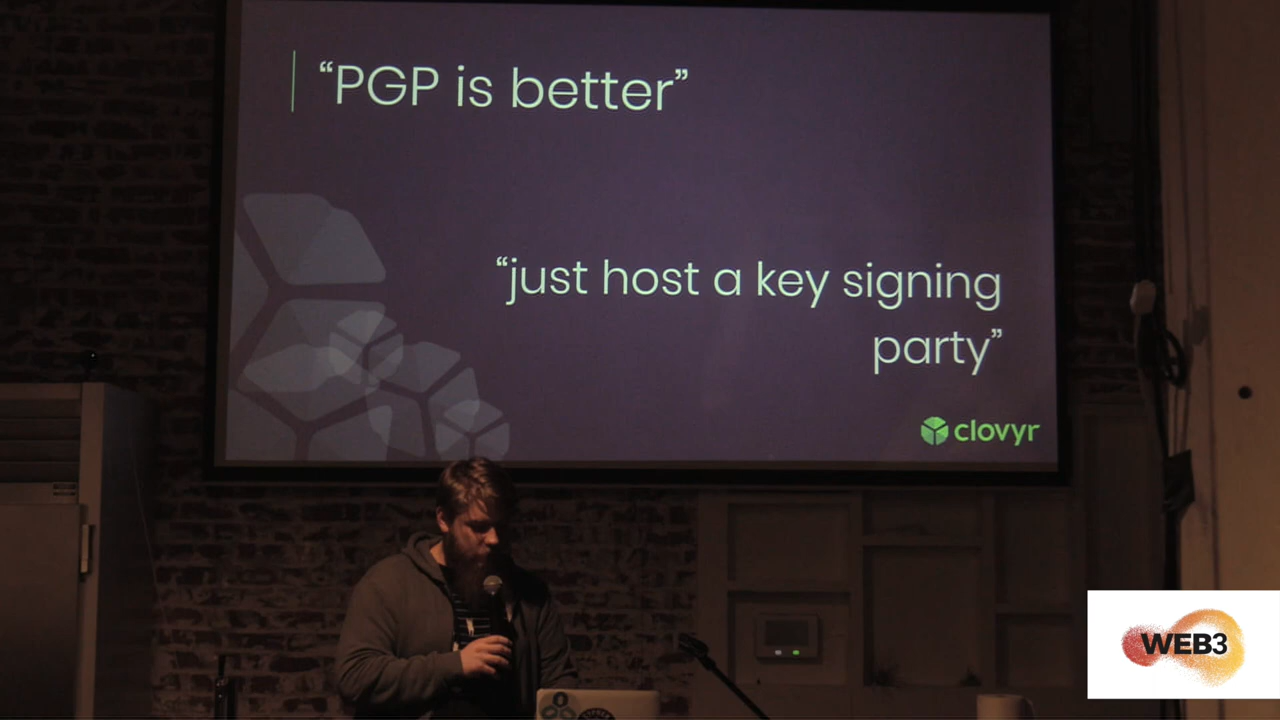 “PGP is better”
“just host a key signing
party”
clovyr
WEB3